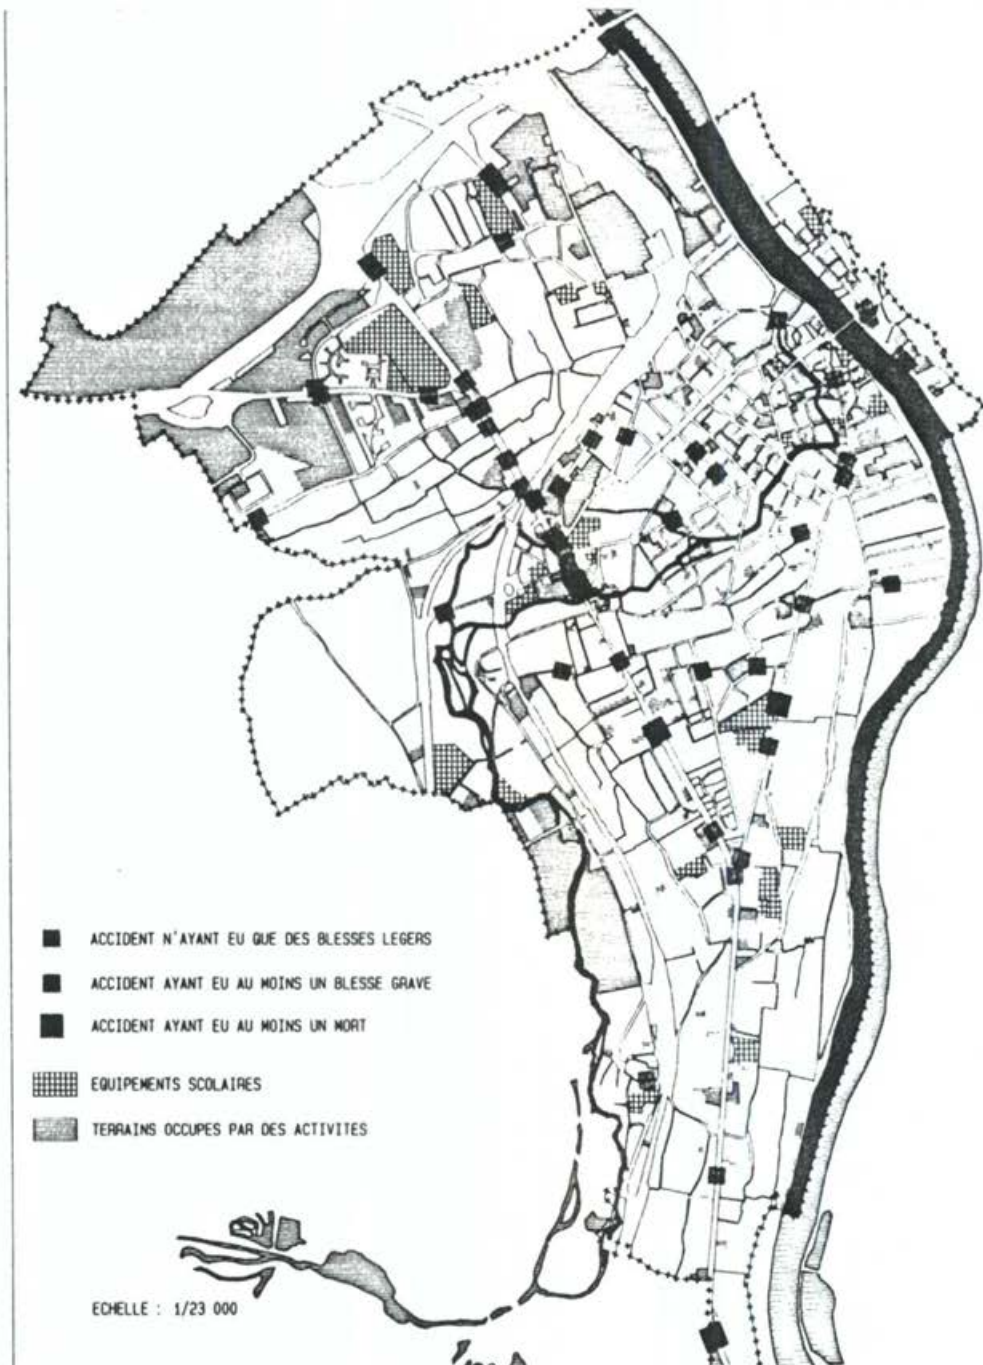 ACCIDENT N'AYANT EU QUE DES BLESSES LEGERS
ACCIDENT AYANT EU AU MOINS UN BLESSE GRAVE
ACCIDENT AYANT EU AU MOINS UN MORT
EQUIPEMENTS SCOLAIRES
TERRAINS OCCUPES PAR DES ACTIVITES
ECHELLE : 1/23 000